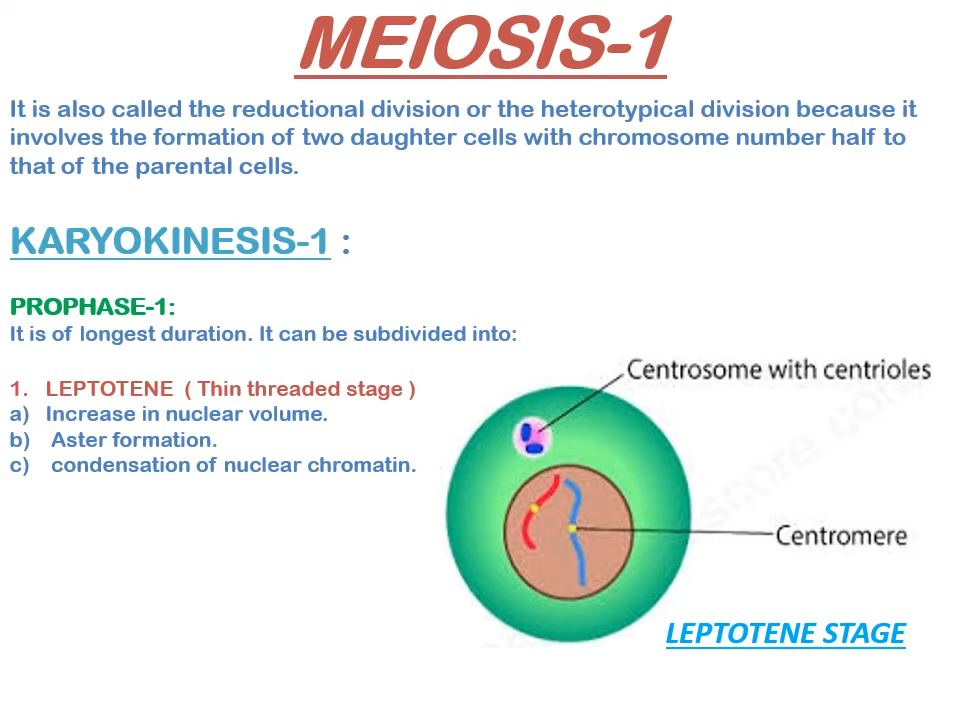 MEIOSIS-1
It is also called the reductional division or the heterotypical division because it
involves the formation of two daughter cells with chromosome number half to
that of the parental cells.
KARYOKINESIS-1 :
PROPHASE-1:
It is of longest duration. It can be subdivided into:
1. LEPTOTENE ( Thin threaded stage )
a) Increase in nuclear volume.
b) Aster formation.
c) condensation of nuclear chromatin.
Centrosome with centrioles
Centromere
LEPTOTENE STAGE